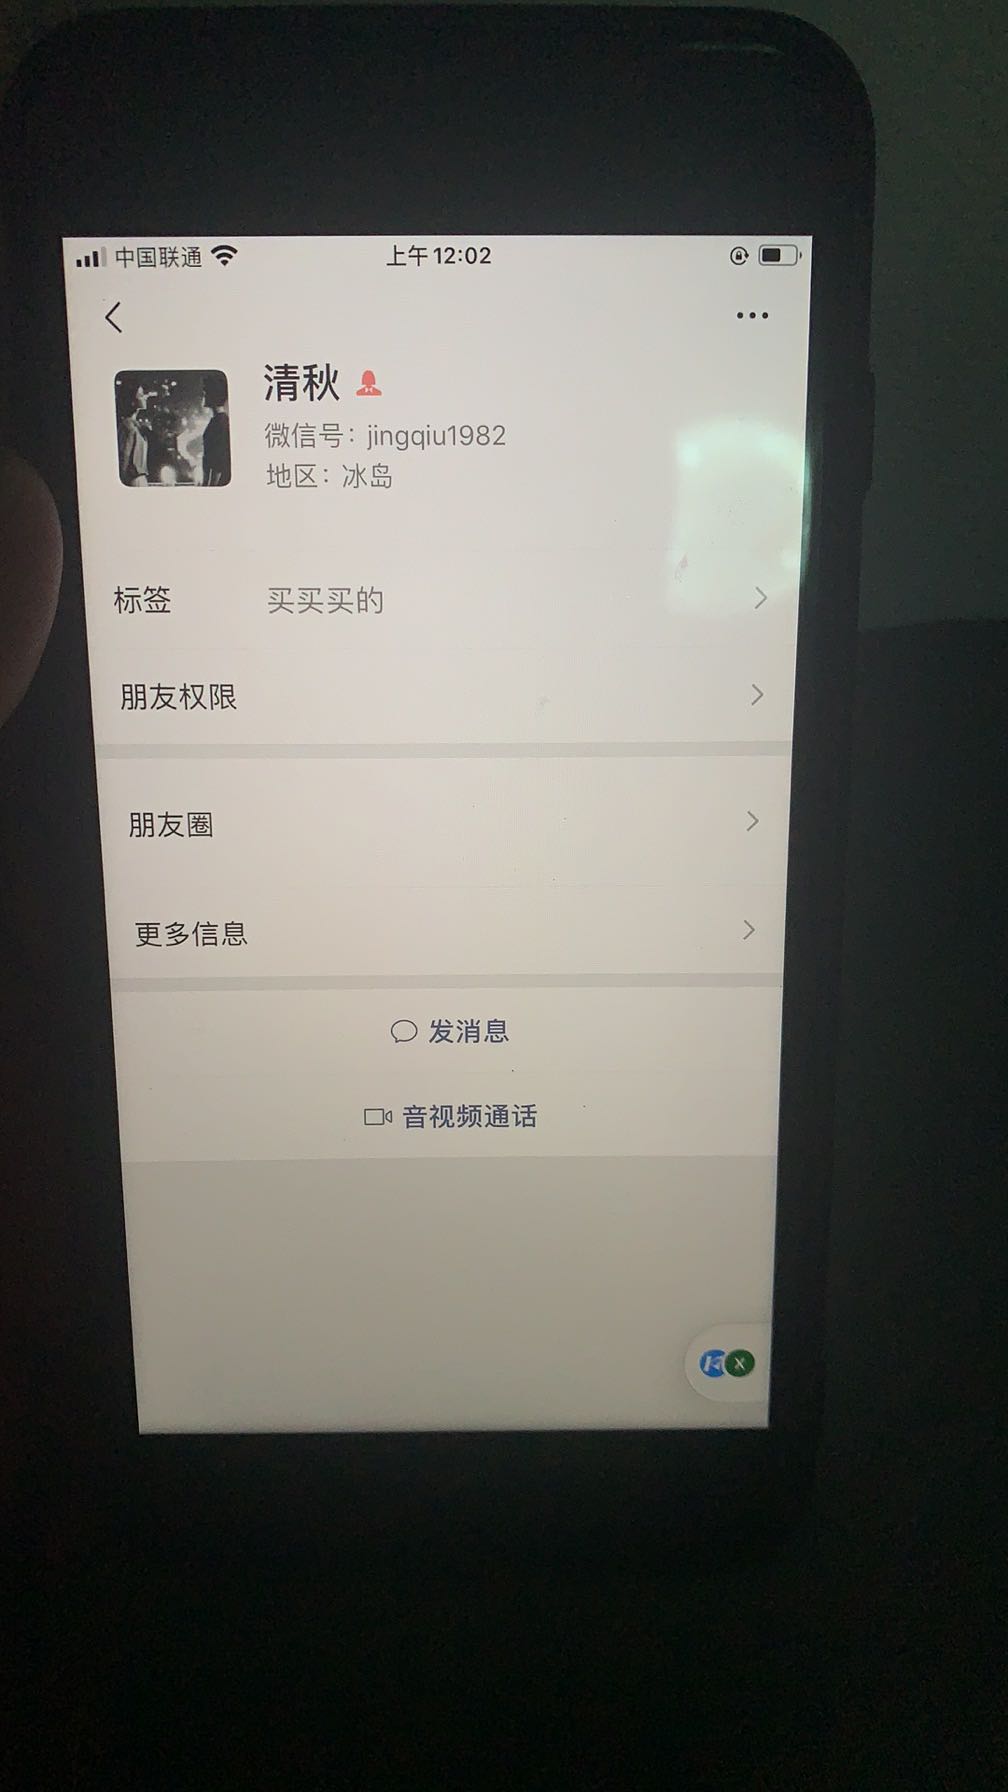 中国联通 上午12:02
清秋
微信号：jingqiu1982
地区：冰岛
标签 买买买的
朋友权限
朋友圈
更多信息
发消息
音视频通话